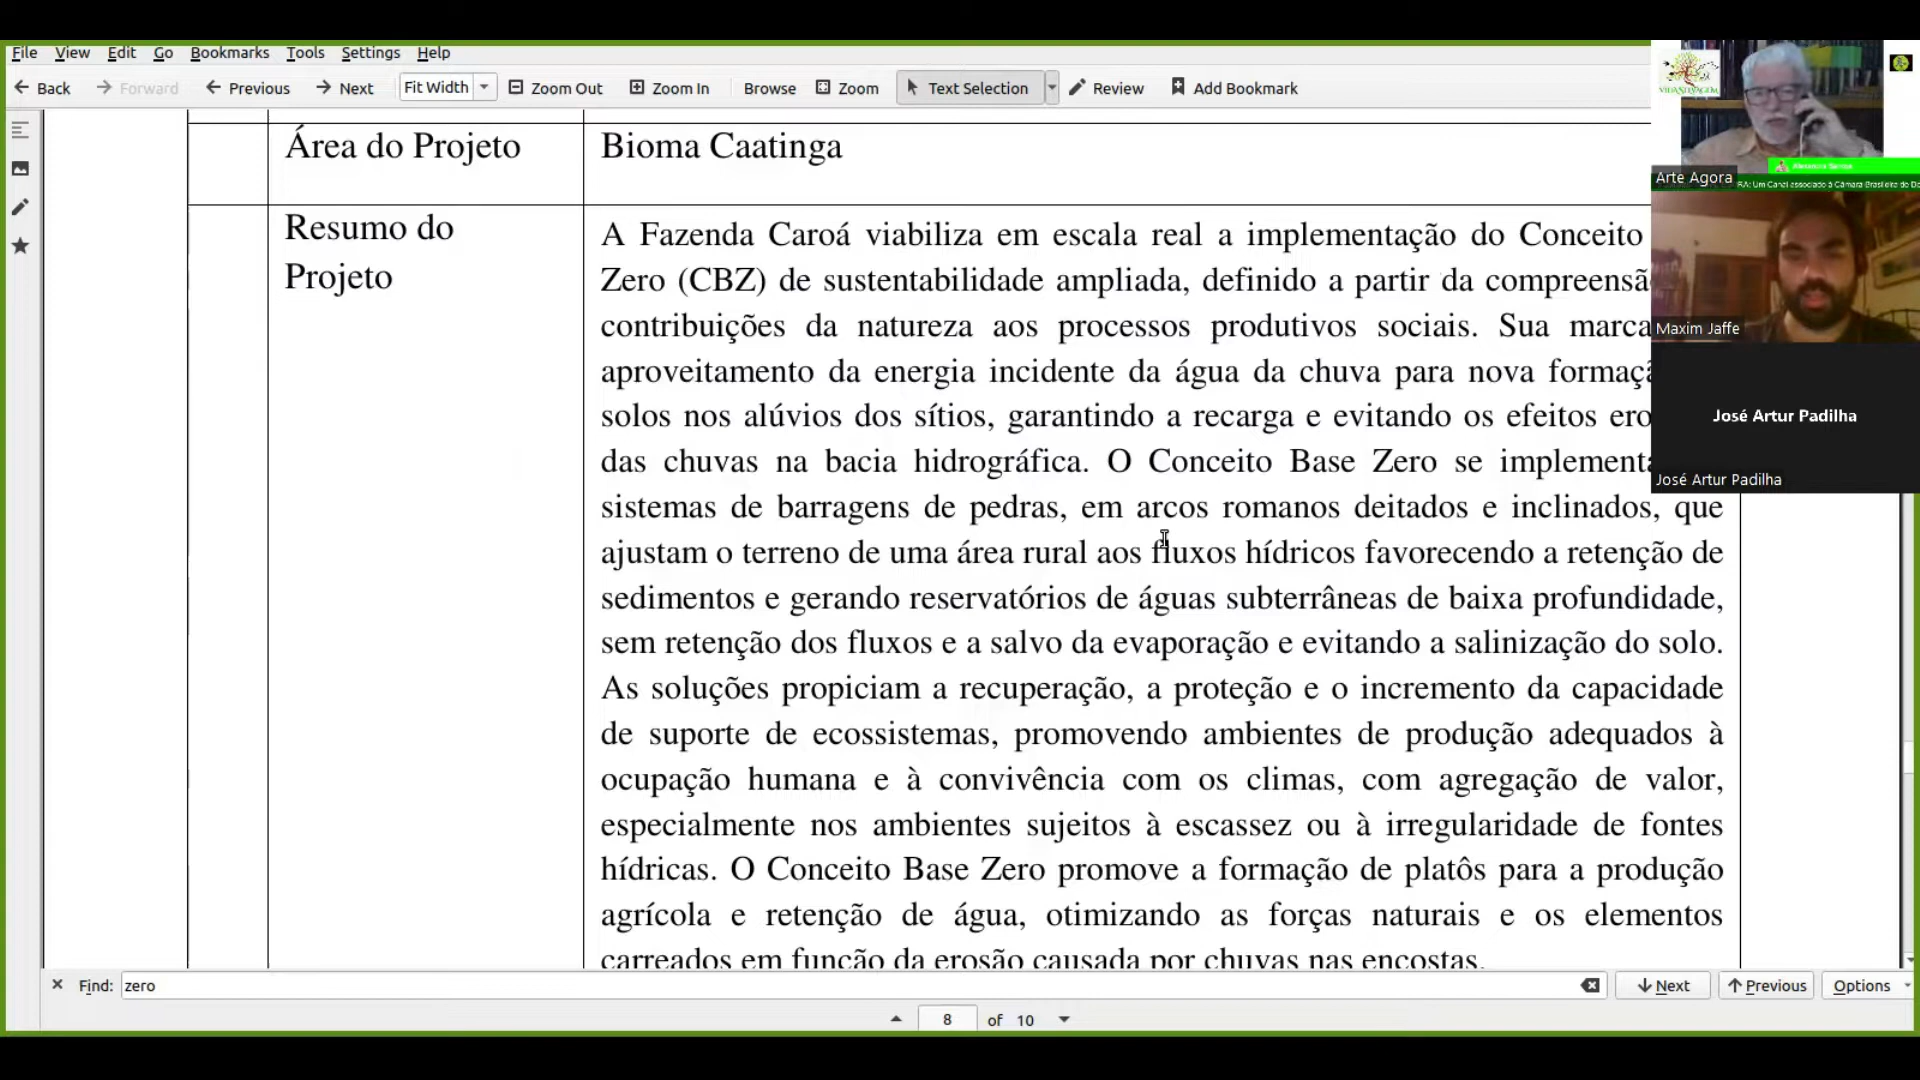 File View Edit Go Bookmarks Tools Settings Help
Back Forward Previous Next Fit Width Zoom Out Zoom In Browse Zoom Text Selection Review Add Bookmark
Área do Projeto
Bioma Caatinga
Resumo do
Projeto
A Fazenda Caroá viabiliza em escala real a implementação do Conceito
Zero (CBZ) de sustentabilidade ampliada, definido a partir da compreensã
contribuições da natureza aos processos produtivos sociais. Sua marca
aproveitamento da energia incidente da água da chuva para nova formaç
solos nos alúvios dos sítios, garantindo a recarga e evitando os efeitos ero
das chuvas na bacia hidrográfica. O Conceito Base Zero se implementa
sistemas de barragens de pedras, em arcos romanos deitados e inclinados, que
ajustam o terreno de uma área rural aos fluxos hídricos favorecendo a retenção de
sedimentos e gerando reservatórios de águas subterrâneas de baixa profundidade,
sem retenção dos fluxos e a salvo da evaporação e evitando a salinização do solo.
As soluções propiciam a recuperação, a proteção e o incremento da capacidade
de suporte de ecossistemas, promovendo ambientes de produção adequados à
ocupação humana e à convivência com os climas, com agregação de valor,
especialmente nos ambientes sujeitos à escassez ou à irregularidade de fontes
hídricas. O Conceito Base Zero promove a formação de platôs para a produção
agrícola e retenção de água, otimizando as forças naturais e os elementos
carreados em função da erosão causada por chuvas nas encostas.
VIDASELVAGEM
Arte Agora
RA: Um Canal associado à Câmara Brasileira de
Maxim Jaffe
José Artur Padilha
José Artur Padilha
Find: zero
Next Previous Options
8 of 10